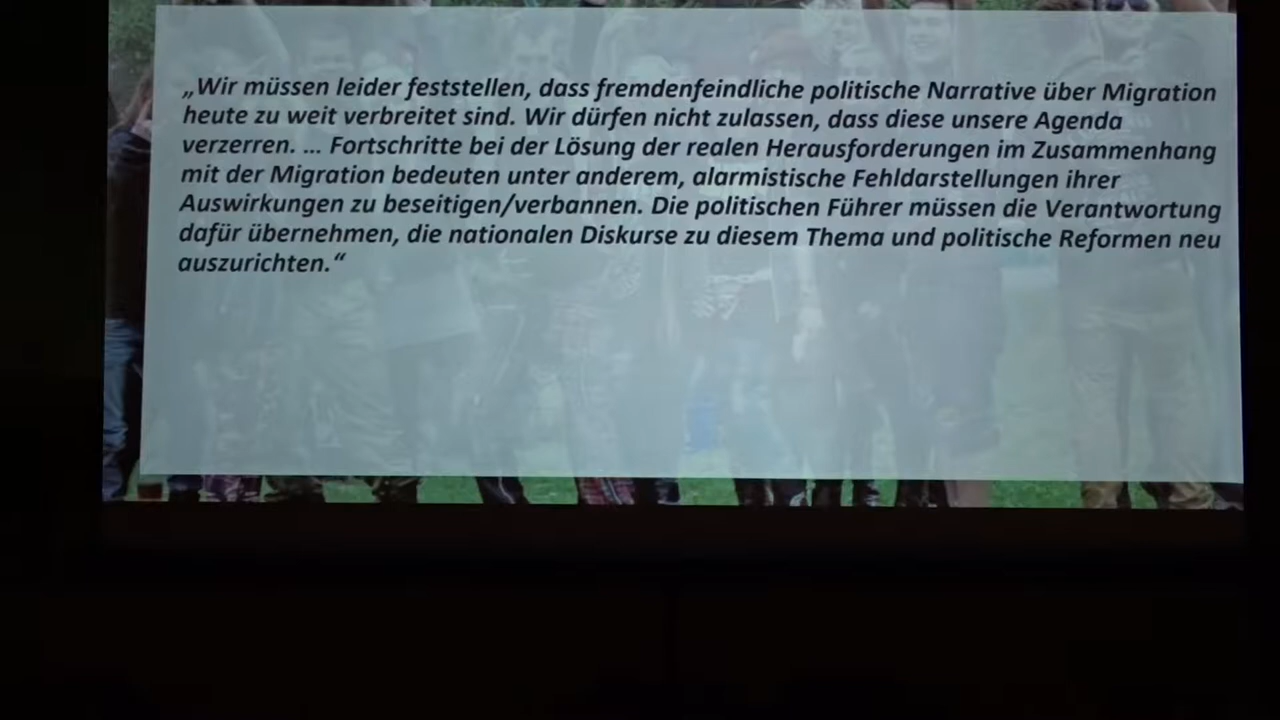 „Wir müssen leider feststellen, dass fremdenfeindliche politische Narrative über Migration
heute zu weit verbreitet sind. Wir dürfen nicht zulassen, dass diese unsere Agenda
verzerren. ... Fortschritte bei der Lösung der realen Herausforderungen im Zusammenhang
mit der Migration bedeuten unter anderem, alarmistische Fehldarstellungen ihrer
Auswirkungen zu beseitigen/verbannen. Die politischen Führer müssen die Verantwortung
dafür übernehmen, die nationalen Diskurse zu diesem Thema und politische Reformen neu
auszurichten.“